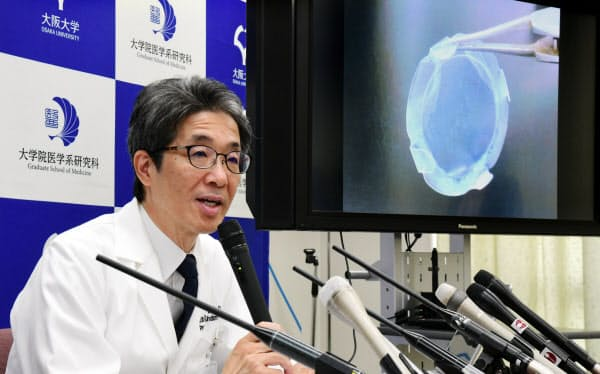 大阪大学
OSAKA UNIVERSITY
大学院医学系研究科
Graduate School of Medicine
大阪
OSAKA
大学院医学系研究科
Graduate School of Medicine
Panasonic